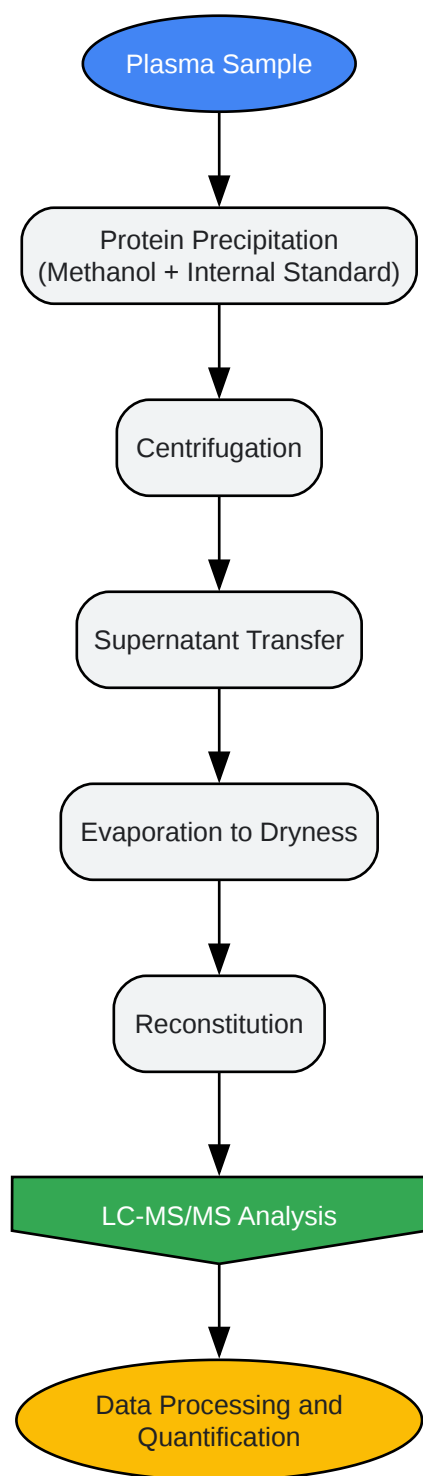 Plasma Sample
Protein Precipitation
(Methanol + Internal Standard)
Centrifugation
Supernatant Transfer
Evaporation to Dryness
Reconstitution
LC-MS/MS Analysis
Data Processing and
Quantification